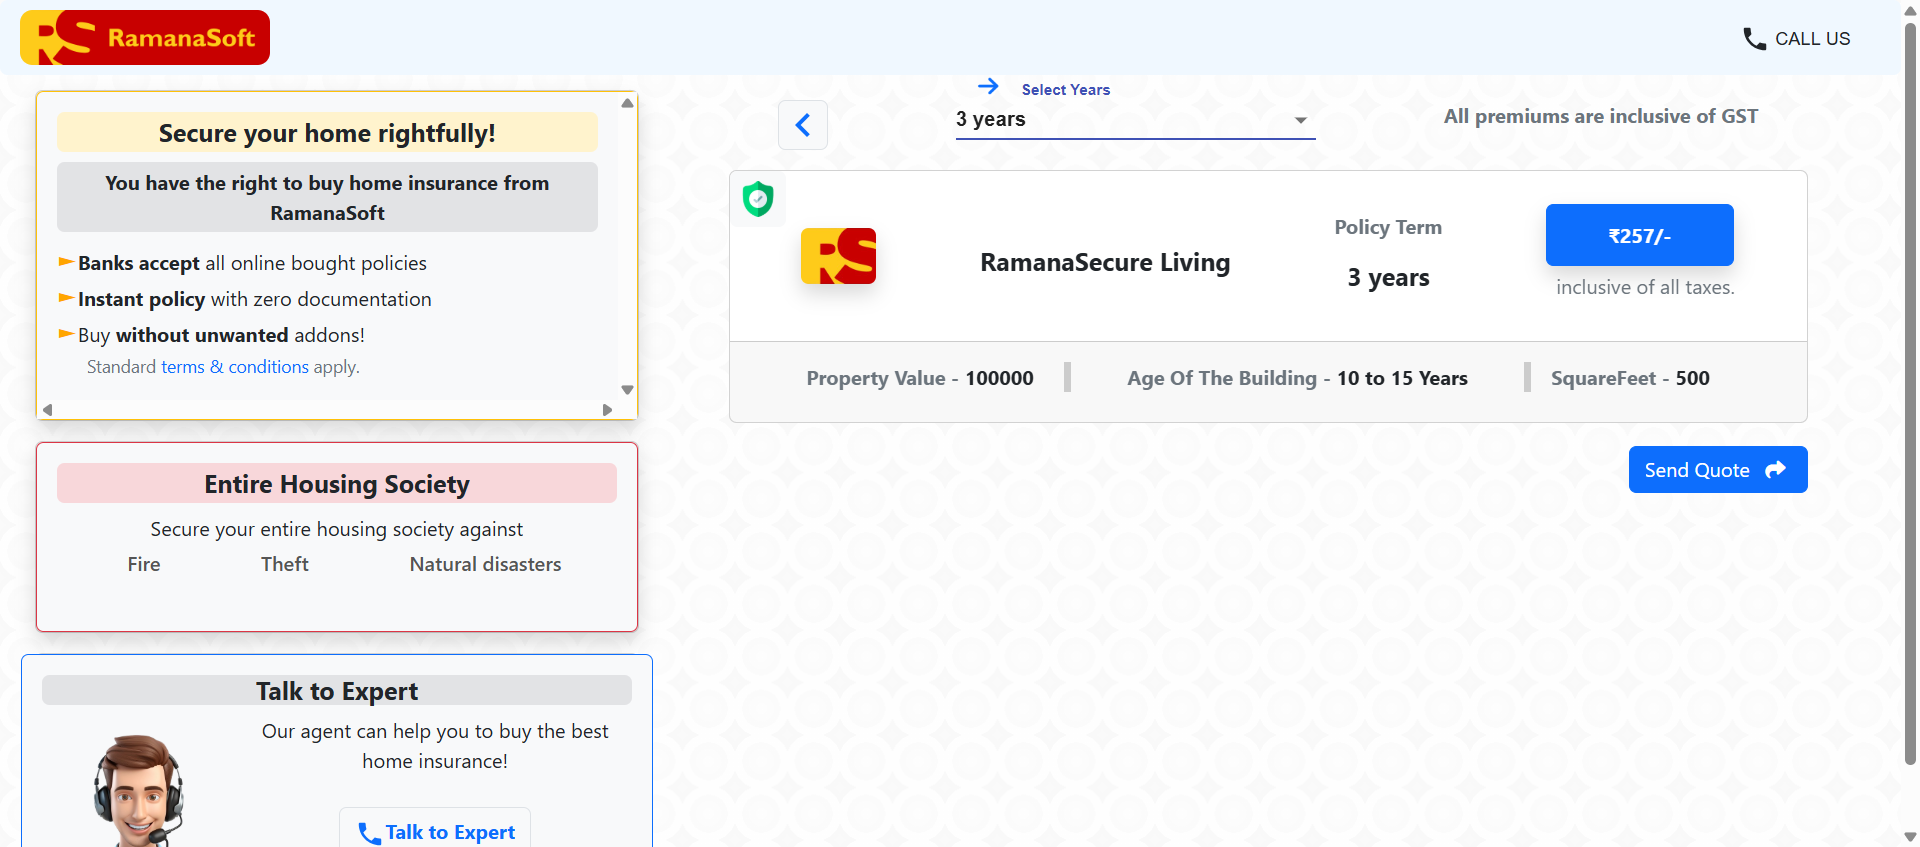 RS RamanaSoft
CALL US
Secure your home rightfully!
You have the right to buy home insurance from
RamanaSoft
Banks accept all online bought policies
Instant policy with zero documentation
Buy without unwanted addons!
Standard terms & conditions apply.
Entire Housing Society
Secure your entire housing society against
Fire Theft Natural disasters
Talk to Expert
Our agent can help you to buy the best
home insurance!
Talk to Expert
Select Years
3 years
All premiums are inclusive of GST
RS
RamanaSecure Living
Policy Term
3 years
₹257/-
inclusive of all taxes.
Property Value - 100000
Age Of The Building - 10 to 15 Years
SquareFeet - 500
Send Quote